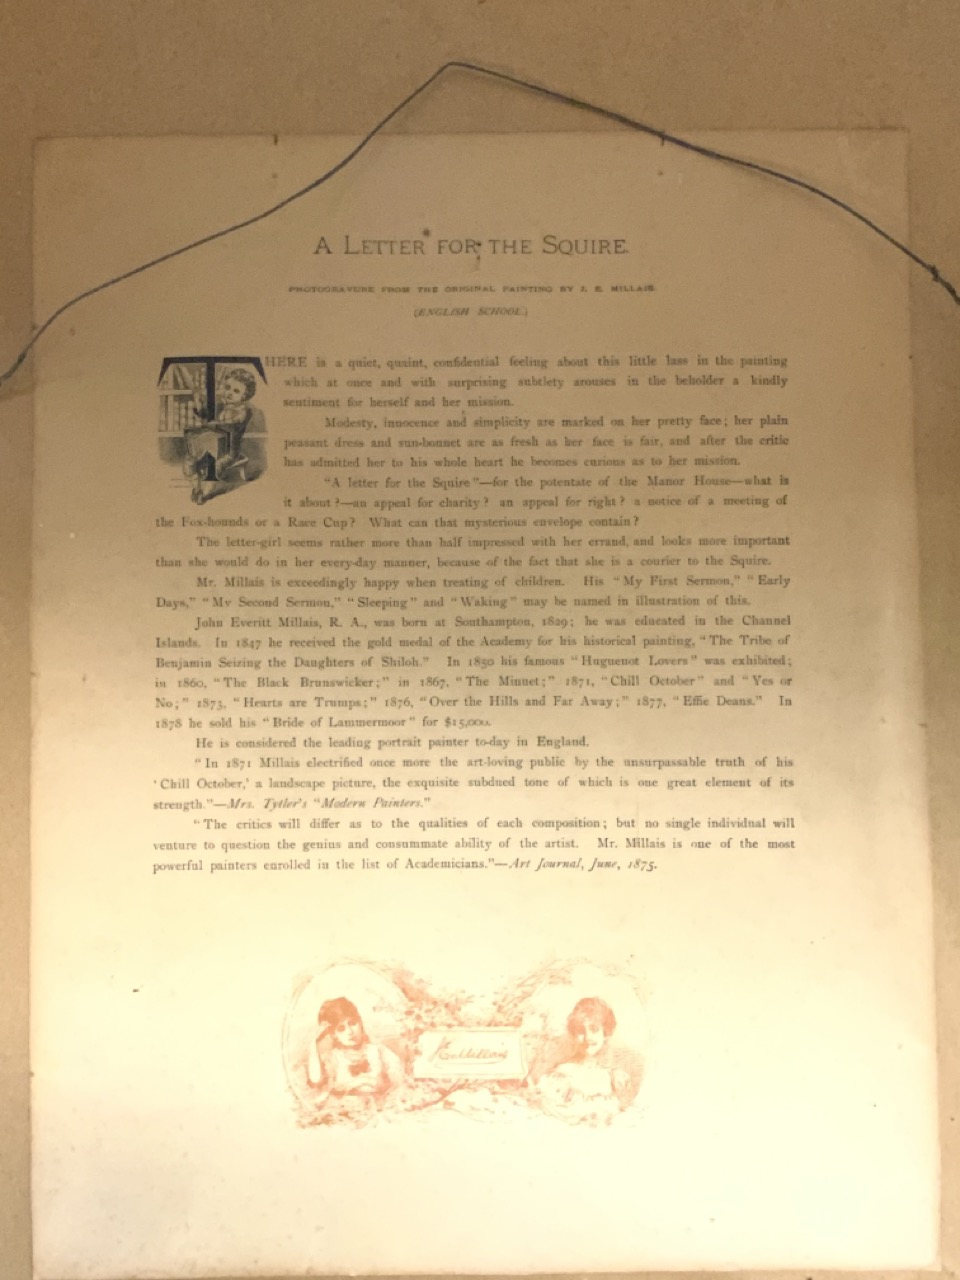 A LETTER FOR THE SQUIRE.
PHOTOGRAVURE FROM THE ORIGINAL PAINTING BY J. E. MILLAIS.
(ENGLISH SCHOOL.)
THERE is a quiet, quaint, confidential feeling about this little lass in the painting
which at once and with surprising subtlety arouses in the beholder a kindly
sentiment for herself and her mission.
Modesty, innocence and simplicity are marked on her pretty face; her plain
peasant dress and sun-bonnet are as fresh as her face is fair, and after the critic
has admitted her to his whole heart he becomes curious as to her mission.
"A letter for the Squire"—for the potentate of the Manor House—what is
it about?—an appeal for charity? an appeal for right? a notice of a meeting of
the Fox-hounds or a Race Cup? What can that mysterious envelope contain?
The letter-girl seems rather more than half impressed with her errand, and looks more important
than she would do in her every-day manner, because of the fact that she is a courier to the Squire.
Mr. Millais is exceedingly happy when treating of children. His "My First Sermon," "Early
Days," "My Second Sermon," "Sleeping" and "Waking" may be named in illustration of this.
John Everitt Millais, R. A., was born at Southampton, 1829; he was educated in the Channel
Islands. In 1847 he received the gold medal of the Academy for his historical painting, "The Tribe of
Benjamin Seizing the Daughters of Shiloh." In 1850 his famous "Huguenot Lovers" was exhibited;
in 1860, "The Black Brunswicker;" in 1867, "The Minuet;" 1871, "Chill October" and "Yes or
No;" 1873, "Hearts are Trumps;" 1876, "Over the Hills and Far Away;" 1877, "Effie Deans." In
1878 he sold his "Bride of Lammermoor" for $15,000.
He is considered the leading portrait painter to-day in England.
"In 1871 Millais electrified once more the art-loving public by the unsurpassable truth of his
'Chill October,' a landscape picture, the exquisite subdued tone of which is one great element of its
strength."—Mrs. Tytler's "Modern Painters."
"The critics will differ as to the qualities of each composition; but no single individual will
venture to question the genius and consummate ability of the artist. Mr. Millais is one of the most
powerful painters enrolled in the list of Academicians."—Art Journal, June, 1875.
J E Millais